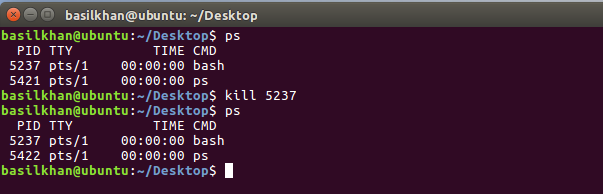 basilkhan@ubuntu: ~/Desktop
basilkhan@ubuntu:~/Desktop$ ps
  PID TTY          TIME CMD
 5237 pts/1    00:00:00 bash
 5421 pts/1    00:00:00 ps
basilkhan@ubuntu:~/Desktop$ kill 5237
basilkhan@ubuntu:~/Desktop$ ps
  PID TTY          TIME CMD
 5237 pts/1    00:00:00 bash
 5422 pts/1    00:00:00 ps
basilkhan@ubuntu:~/Desktop$